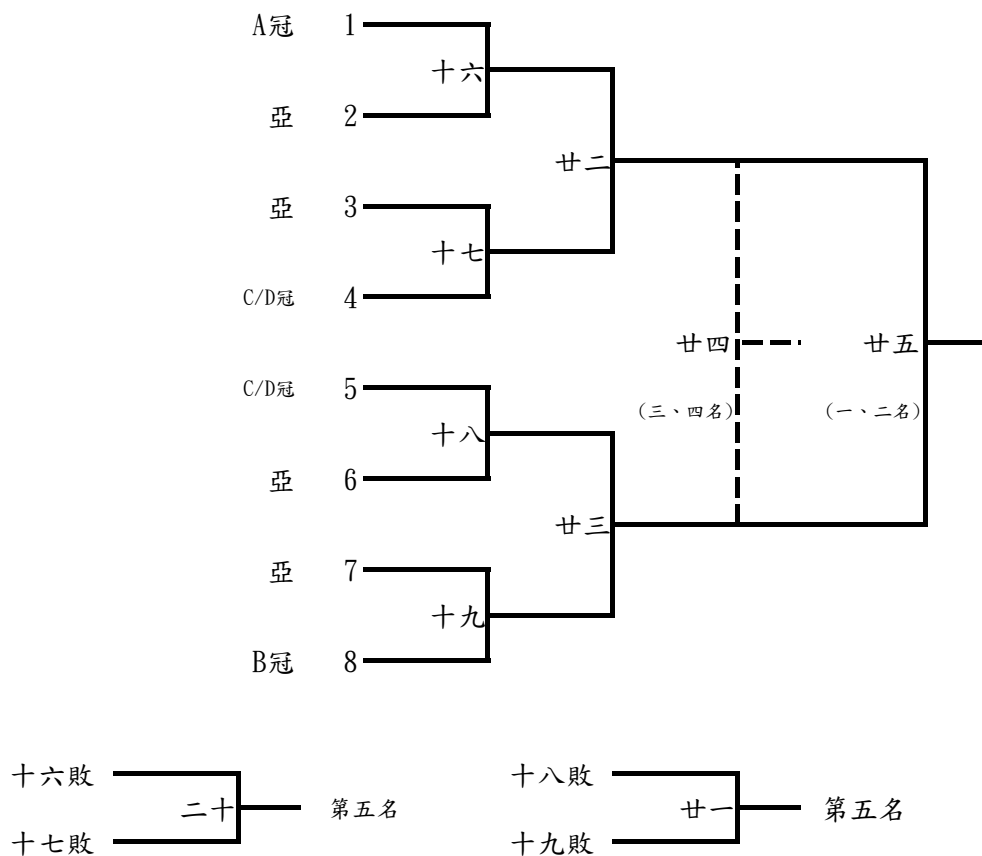 A冠 1
十六
亞 2
廿二
亞 3
十七
C/D冠 4
廿四 廿五
C/D冠 5
(三、四名) (一、二名)
十八
亞 6
廿三
亞 7
十九
B冠 8
十六敗 十八敗
二十 第五名 廿一 第五名
十七敗 十九敗